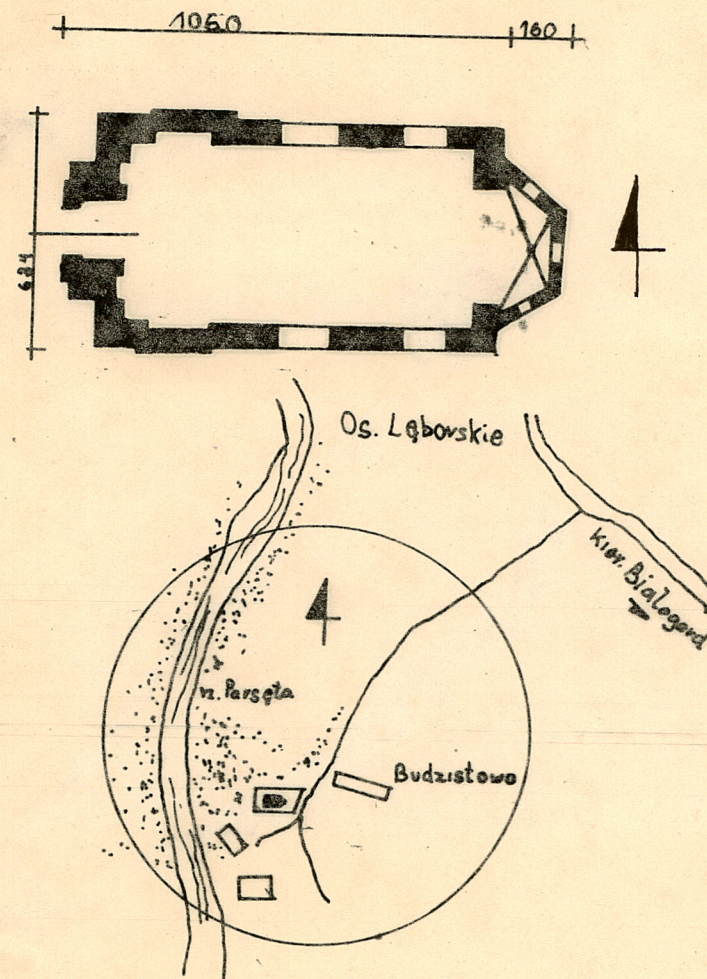 1060
160
624
Os. Lęborskie
kier. Białogard
rz. Parsęta
Budzistowo